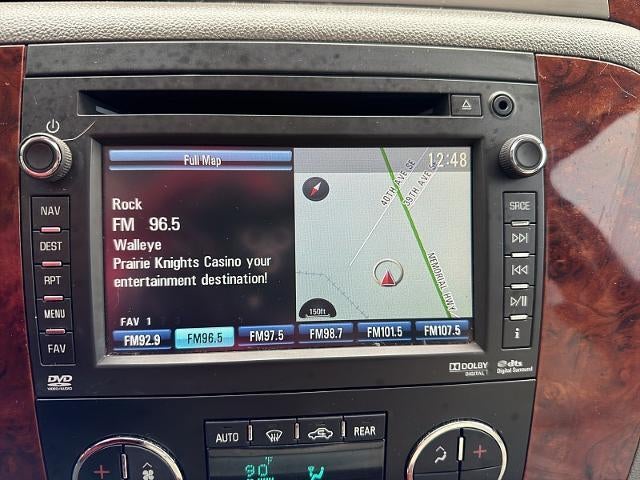 Full Map
12:48
40TH AVE SE
39TH AVE
Rock
FM 96.5
Walleye
Prairie Knights Casino your
entertainment destination!
MEMORIAL HWY
150ft
FAV 1
FM92.9 FM96.5 FM97.5 FM98.7 FM101.5 FM107.5
NAV
DEST
RPT
MENU
FAV
SRCE
i
DVD
VIDEO/AUDIO
DOLBY
DIGITAL
dts
Digital Surround
AUTO
REAR
90°F